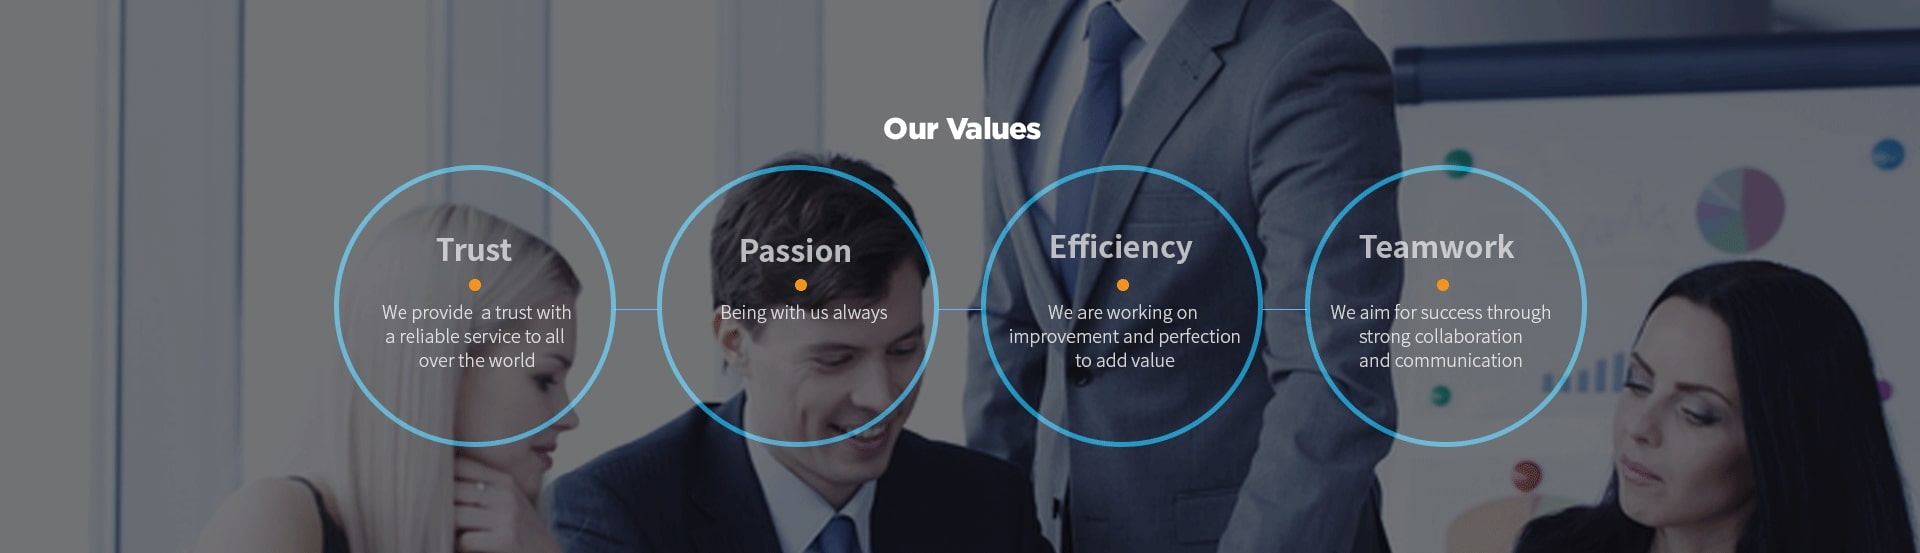 Our Values
Trust
We provide  a trust with
a reliable service to all
over the world
Passion
Being with us always
Efficiency
We are working on
improvement and perfection
to add value
Teamwork
We aim for success through
strong collaboration
and communication